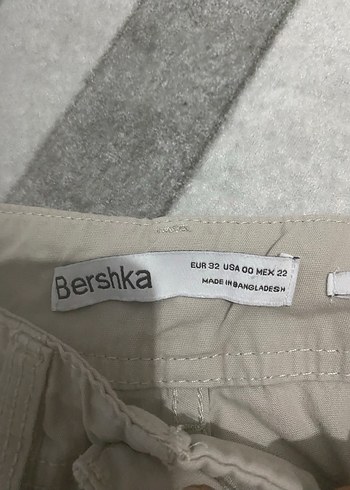 Bershka
EUR 32 USA 00 MEX 22
MADE IN BANGLADESH